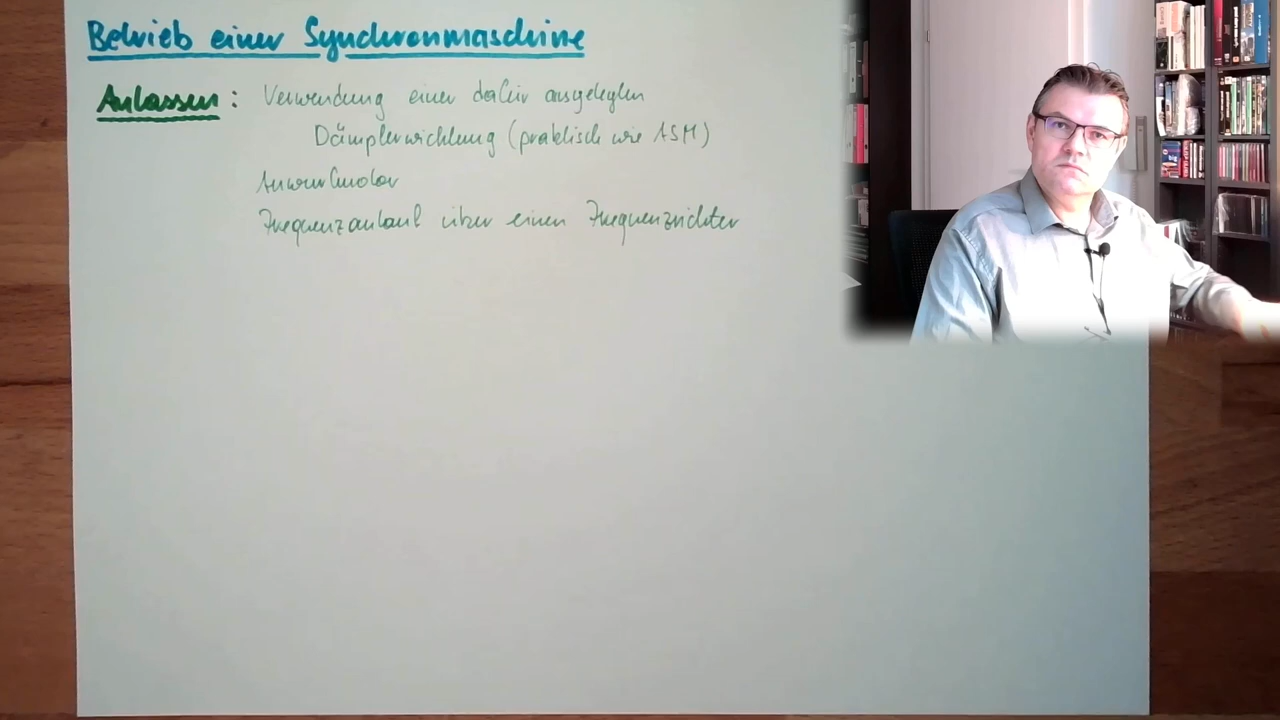 Betrieb einer Synchronmaschine
Anlassen: Verwendung einer dafür ausgelegten
Dämpferwicklung (praktisch wie ASM)
Anwurfmotor
Frequenzanlauf über einen Frequenzrichter